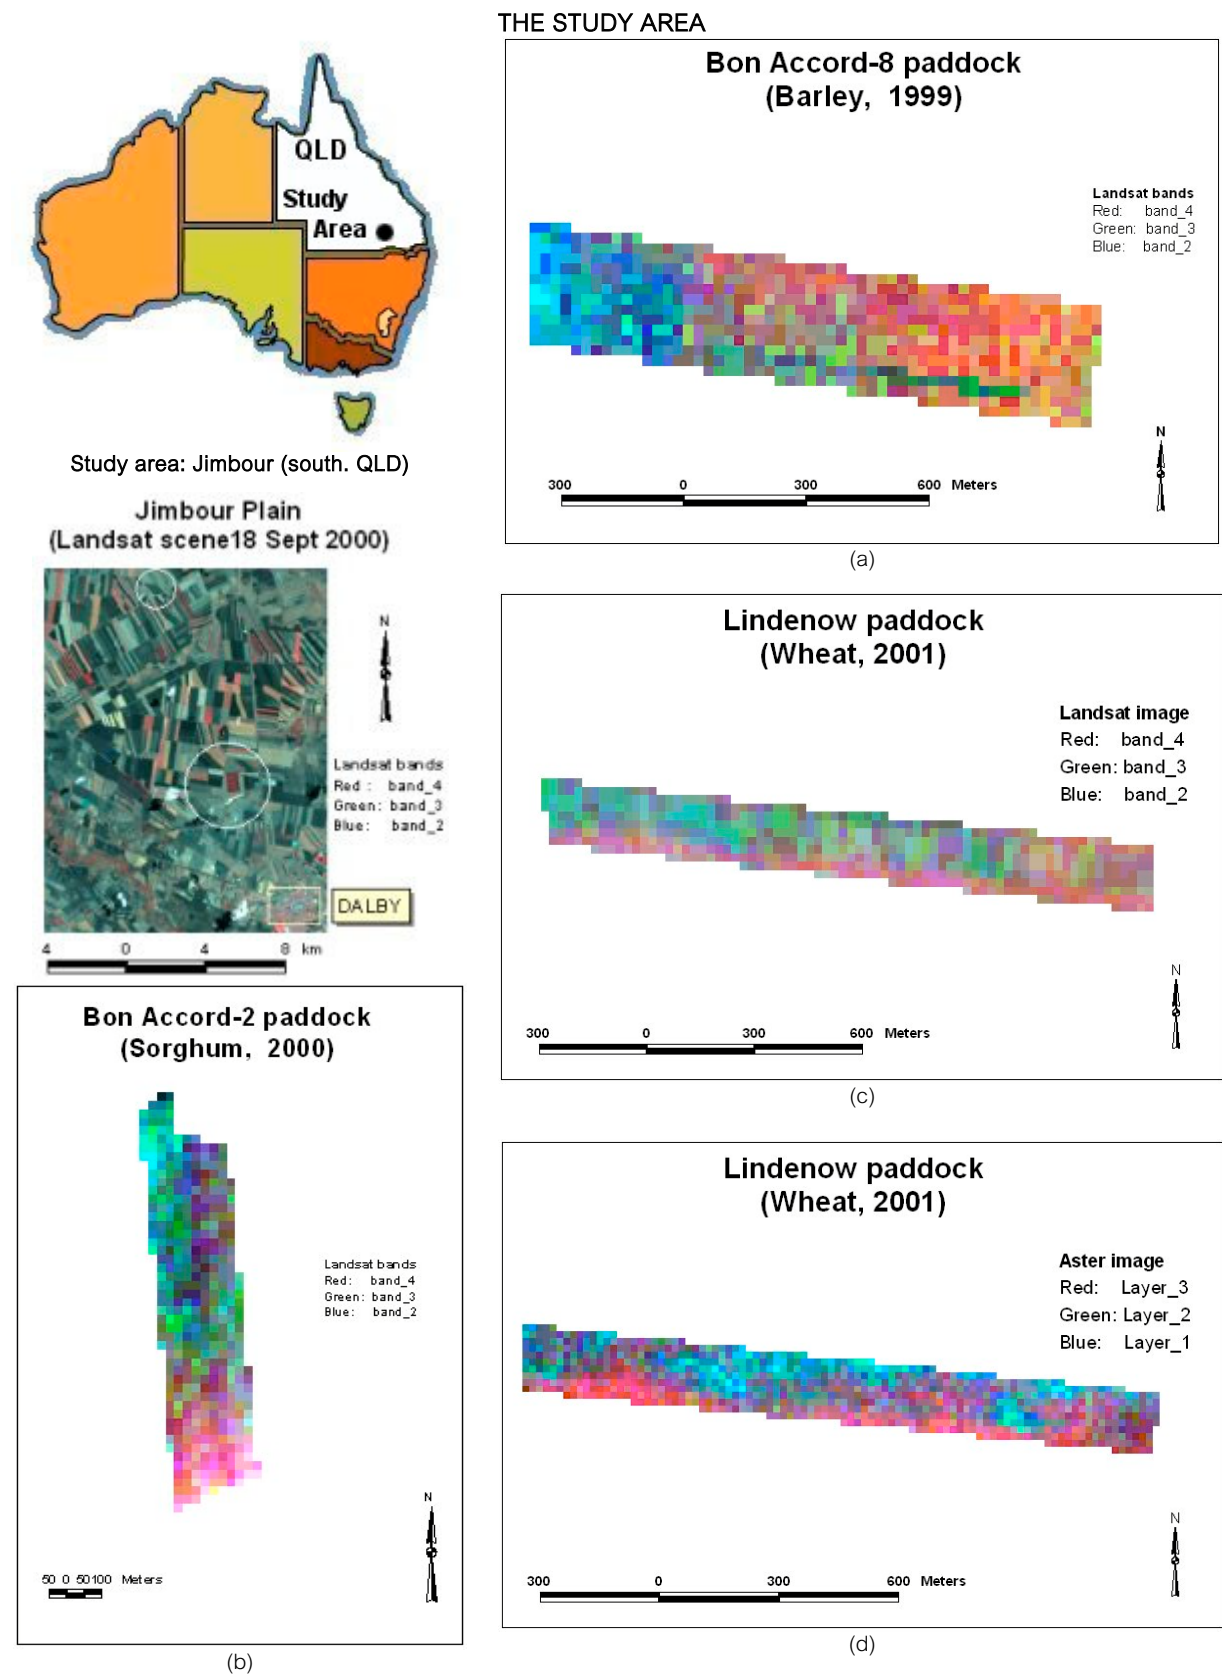 THE STUDY AREA
QLD
Study
Area
Study area: Jimbour (south. QLD)
Jimbour Plain
(Landsat scene18 Sept 2000)
N
Landsat bands
Red : band_4
Green: band_3
Blue: band_2
DALBY
4 0 4 8 km
Bon Accord-8 paddock
(Barley, 1999)
Landsat bands
Red: band_4
Green: band_3
Blue: band_2
N
300 0 300 600 Meters
(a)
Bon Accord-2 paddock
(Sorghum, 2000)
Landsat bands
Red: band_4
Green: band_3
Blue: band_2
N
50 0 50100 Meters
(b)
Lindenow paddock
(Wheat, 2001)
Landsat image
Red: band_4
Green: band_3
Blue: band_2
N
300 0 300 600 Meters
(c)
Lindenow paddock
(Wheat, 2001)
Aster image
Red: Layer_3
Green: Layer_2
Blue: Layer_1
N
300 0 300 600 Meters
(d)